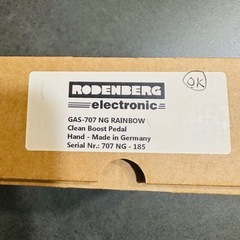 OK
RODENBERG
electronic
GAS-707 NG RAINBOW
Clean Boost Pedal
Hand - Made in Germany
Serial Nr.: 707 NG - 185